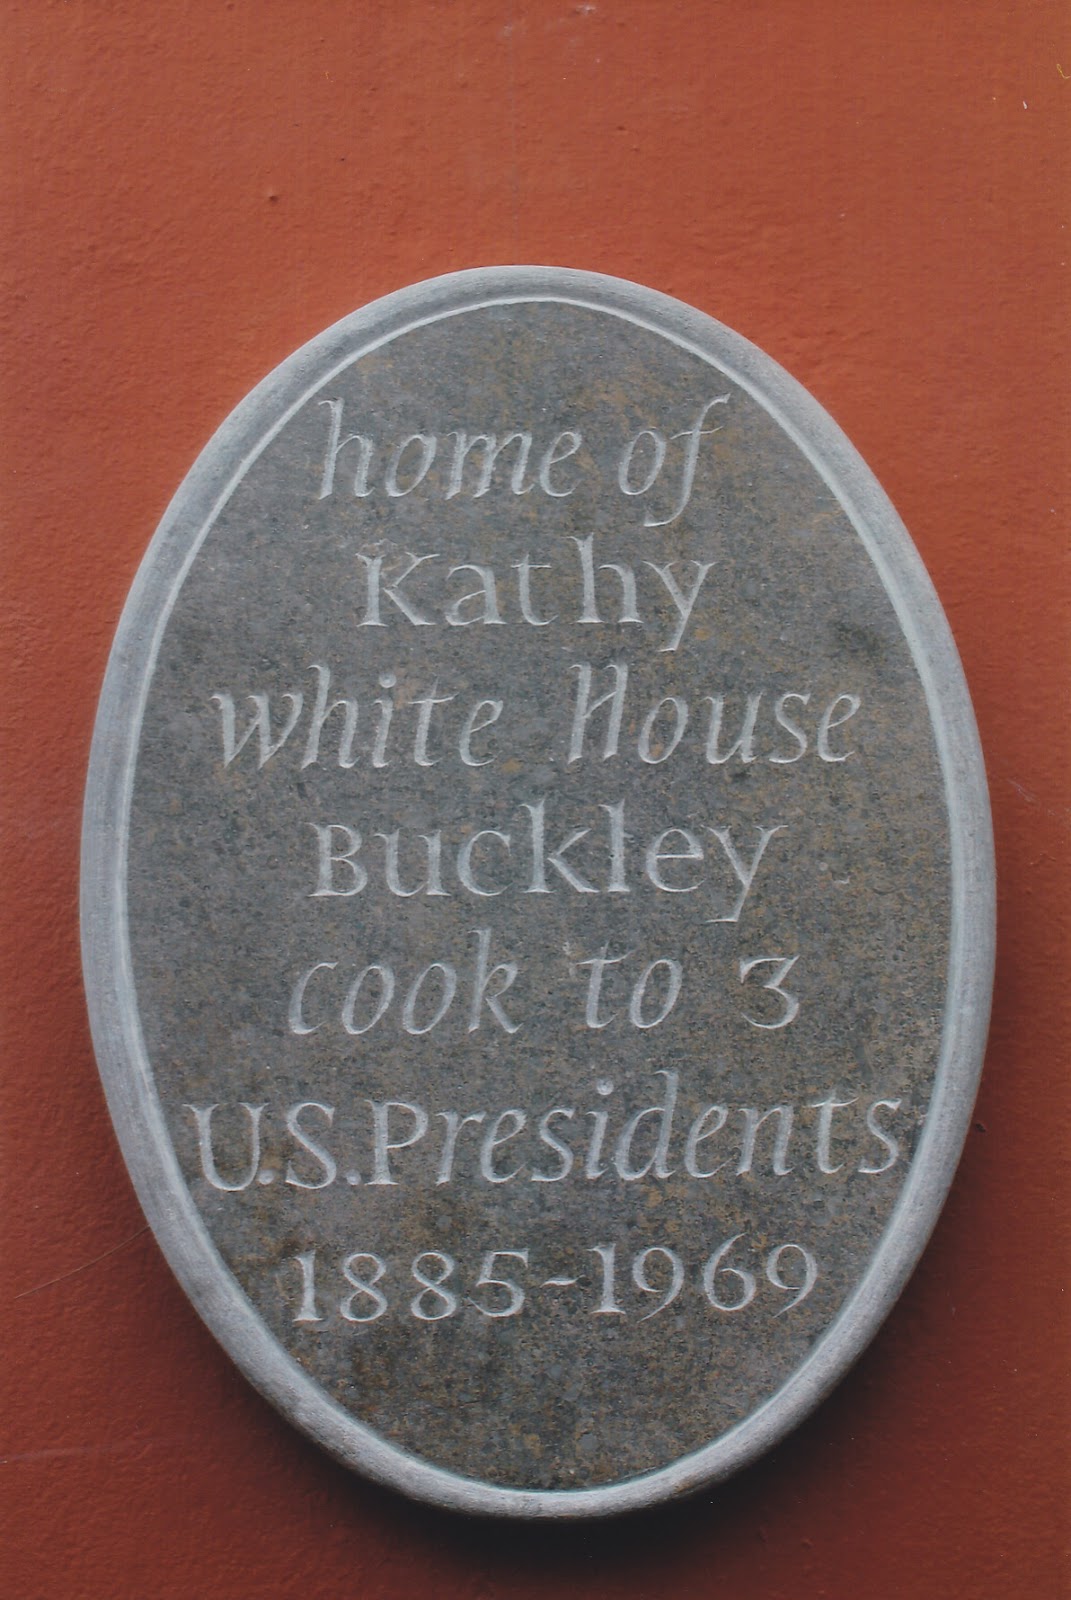 home of
Kathy
white House
Buckley
cook to 3
U.S.Presidents
1885-1969